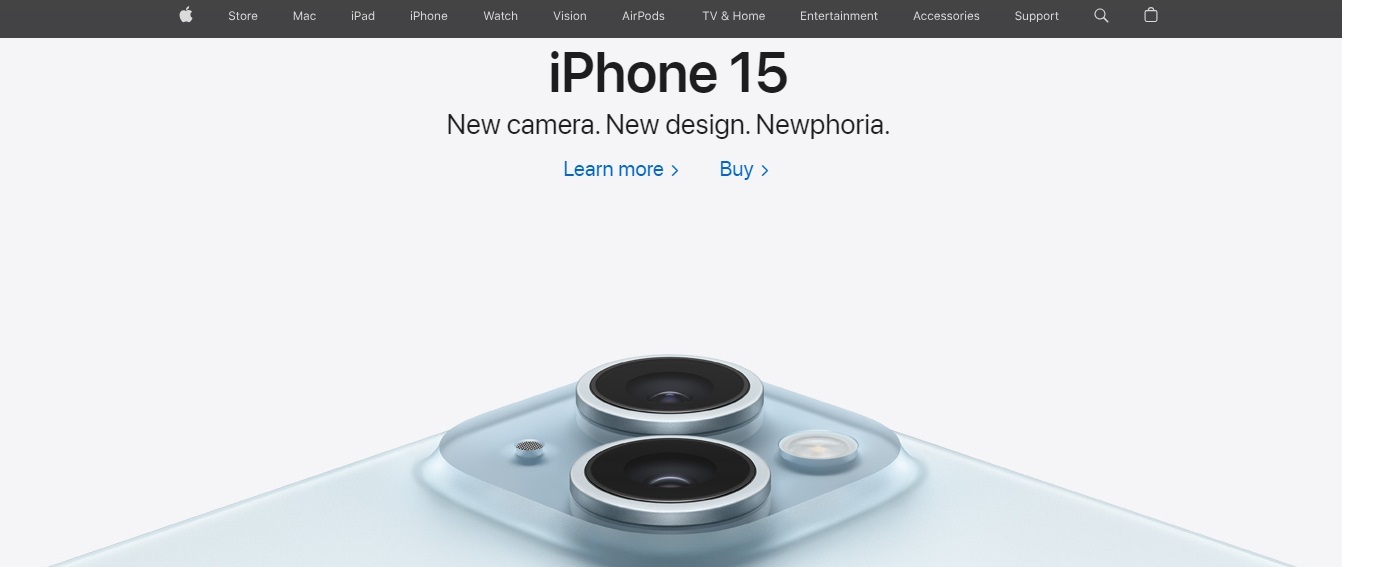 Store Mac iPad iPhone Watch Vision AirPods TV & Home Entertainment Accessories Support
iPhone 15
New camera. New design. Newphoria.
Learn more > Buy >